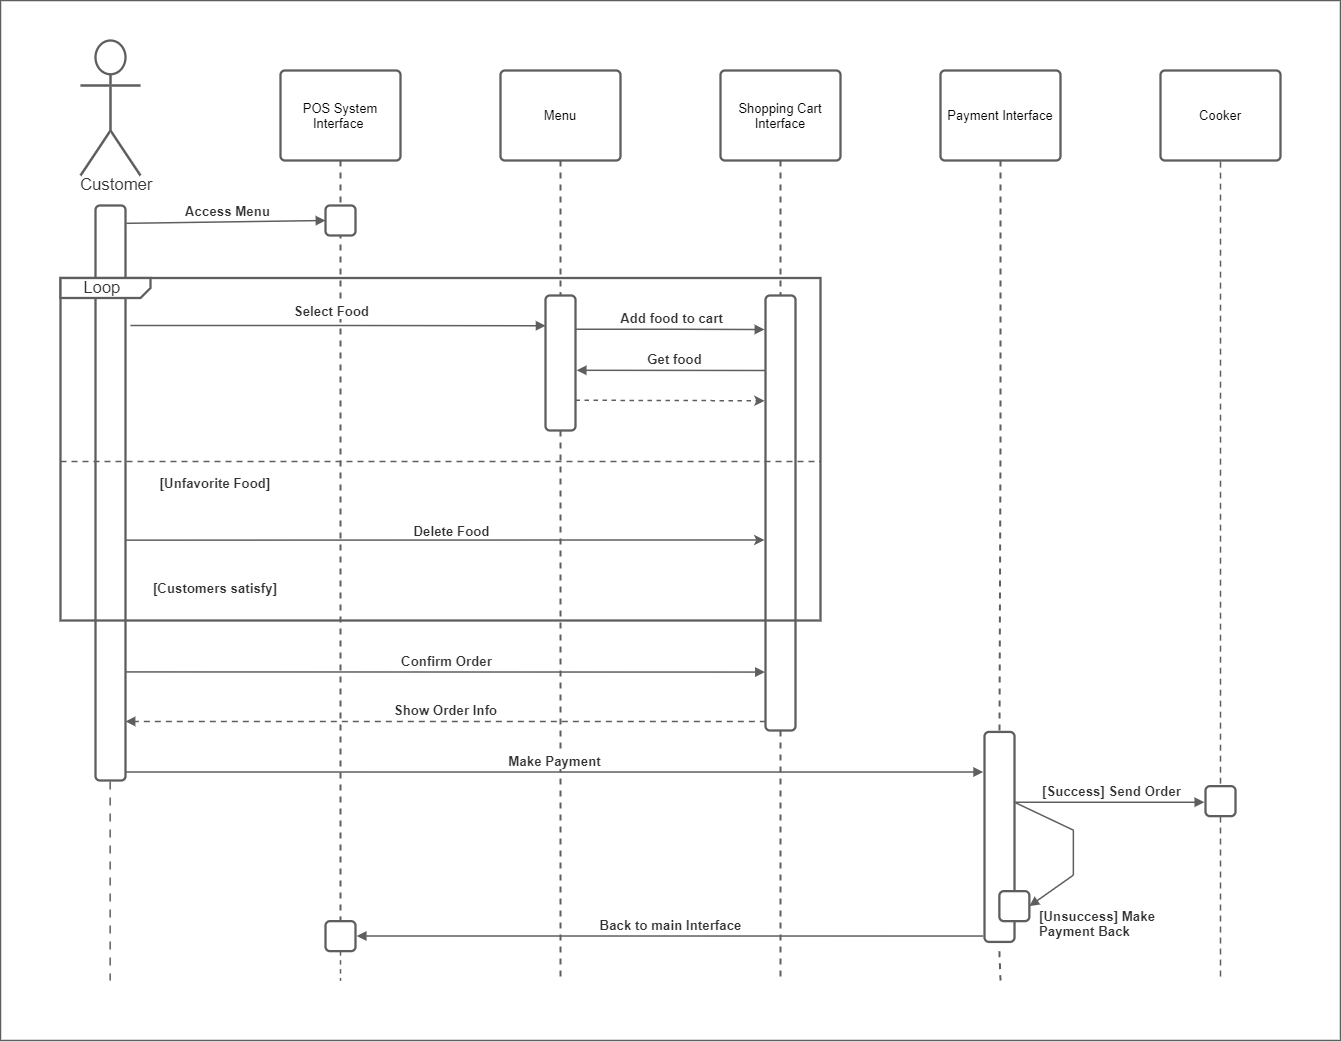 POS System
Interface
Menu
Shopping Cart
Interface
Payment Interface
Cooker
Customer
Access Menu
Loop
Select Food
Add food to cart
Get food
[Unfavorite Food]
Delete Food
[Customers satisfy]
Confirm Order
Show Order Info
Make Payment
[Success] Send Order
[Unsuccess] Make
Payment Back
Back to main Interface